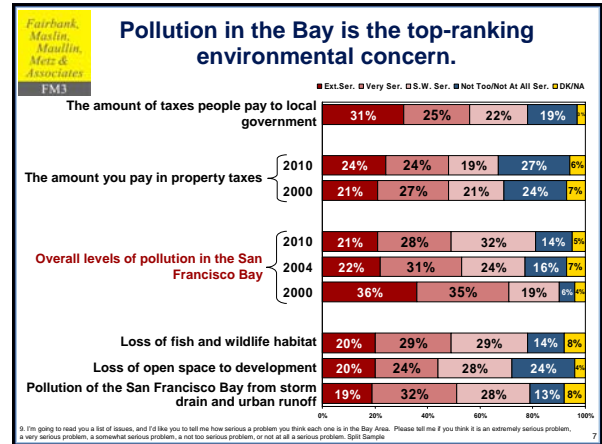 Fairbank,
Maslin,
Maullin,
Metz &
Associates
FM3
Pollution in the Bay is the top-ranking
environmental concern.
Ext.Ser. Very Ser. S.W. Ser. Not Too/Not At All Ser. DK/NA
The amount of taxes people pay to local
government
31% 25% 22% 19% 3%
The amount you pay in property taxes
2010 24% 24% 19% 27% 6%
2000 21% 27% 21% 24% 7%
Overall levels of pollution in the San
Francisco Bay
2010 21% 28% 32% 14% 5%
2004 22% 31% 24% 16% 7%
2000 36% 35% 19% 6% 4%
Loss of fish and wildlife habitat 20% 29% 29% 14% 8%
Loss of open space to development 20% 24% 28% 24% 4%
Pollution of the San Francisco Bay from storm
drain and urban runoff
19% 32% 28% 13% 8%
0% 20% 40% 60% 80% 100%
9. I'm going to read you a list of issues, and I'd like you to tell me how serious a problem you think each one is in the Bay Area. Please tell me if you think it is an extremely serious problem,
a very serious problem, a somewhat serious problem, a not too serious problem, or not at all a serious problem. Split Sample
7